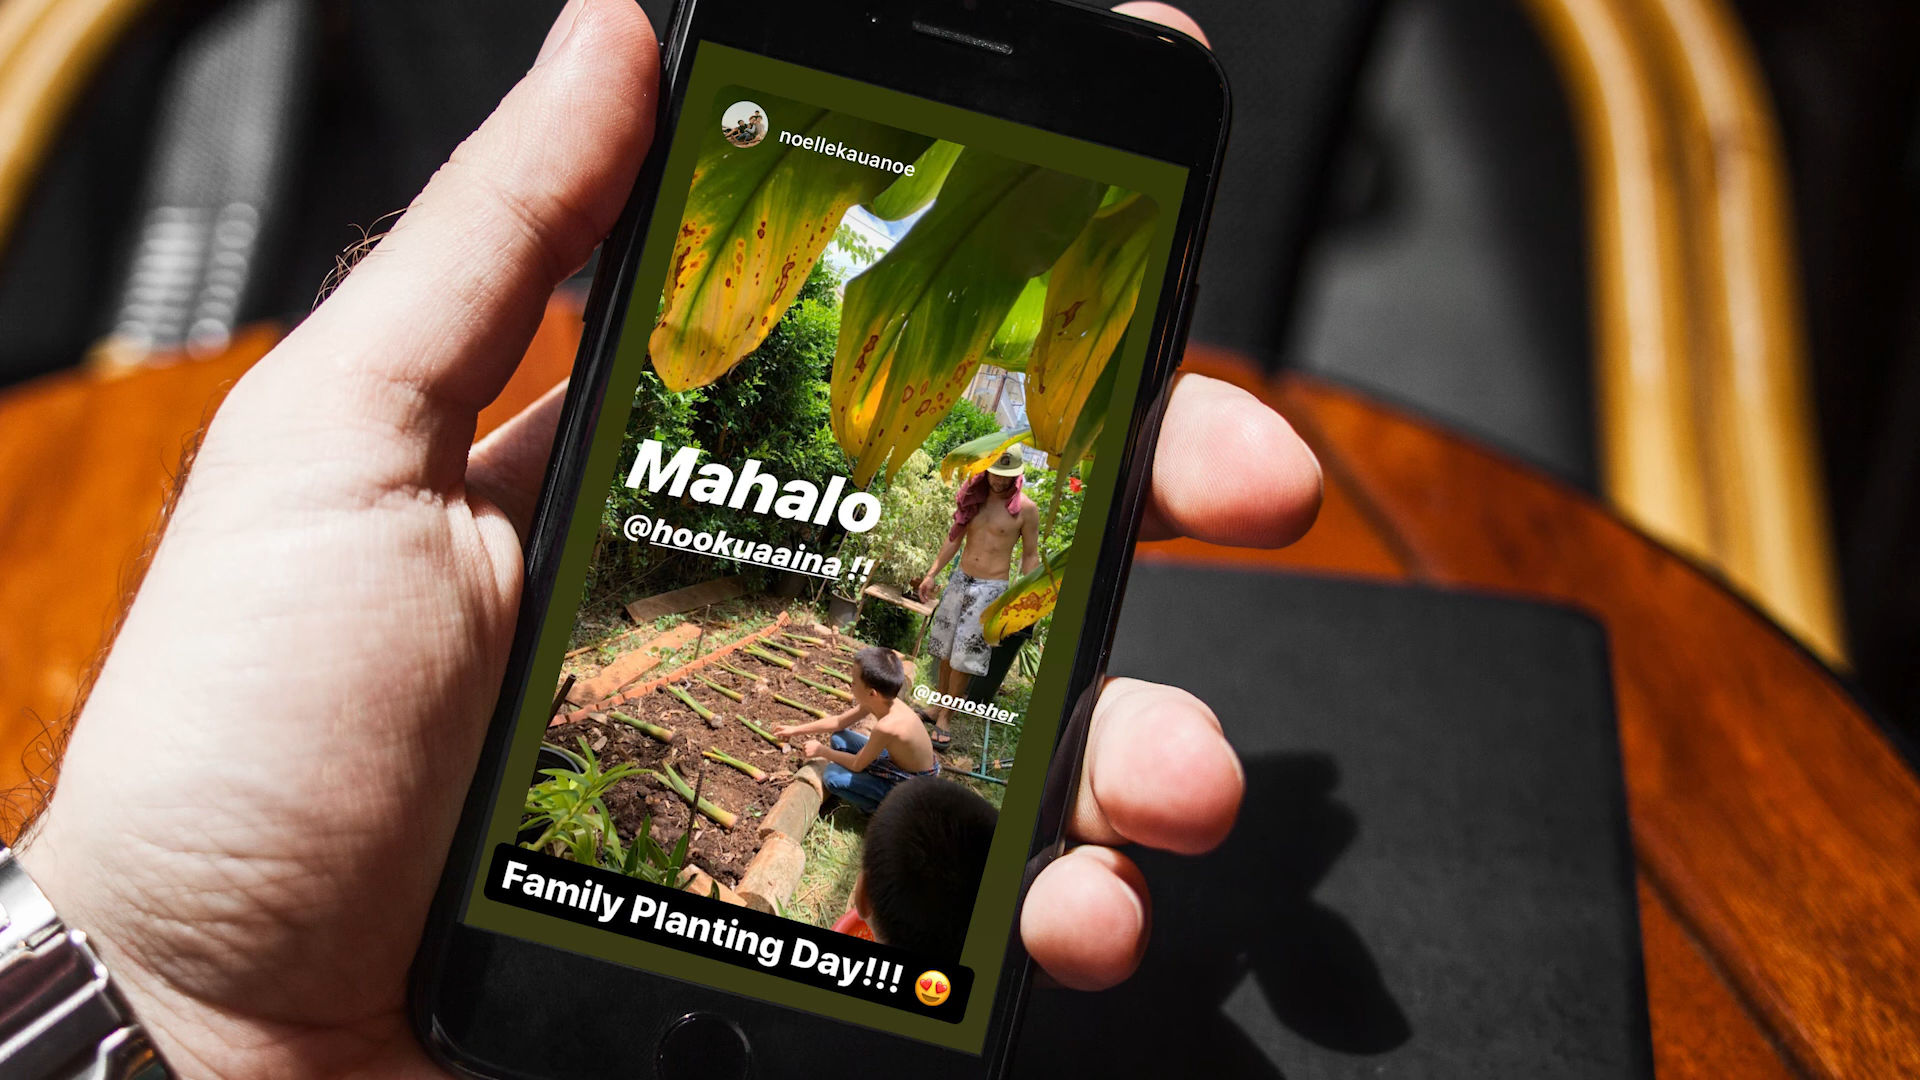 noellekauanoe
Mahalo
@hookuaaina !!
@ponosher
Family Planting Day!!! 😍